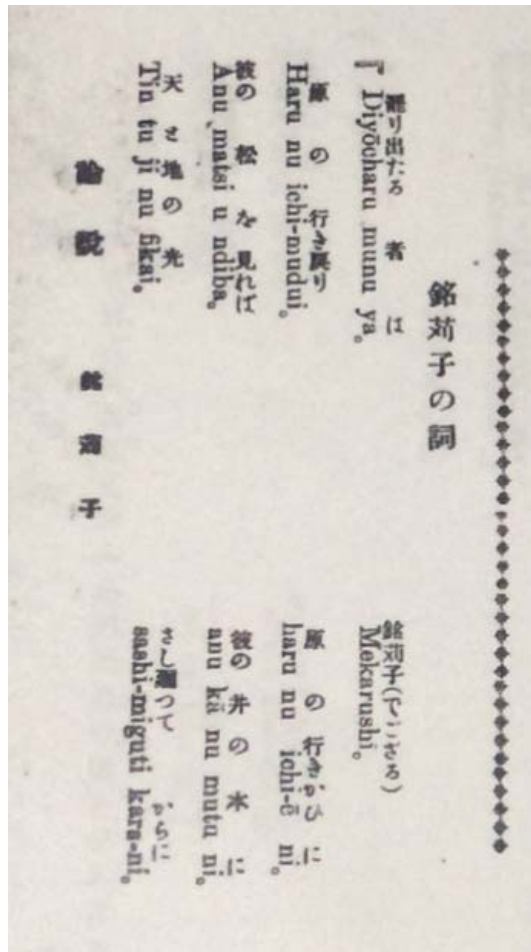 銘苅子の詞
『罷り出たる 者 は
Diyōcharu munu ya。
銘苅子
Mekarushi。
原 の 行き戻り
Haru nu ichi-mudui。
原 の 行きかひ に
haru nu ichi-ē ni。
彼の 松 を 見れば
Anu matsi u ndiba。
彼の 井 の 本 に
anu kā nu mutu ni。
天 と 地 の 光
Tin tu ji nu fikai。
さし廻つて からに
sashi-miguti kara-ni。
論説 銘苅子